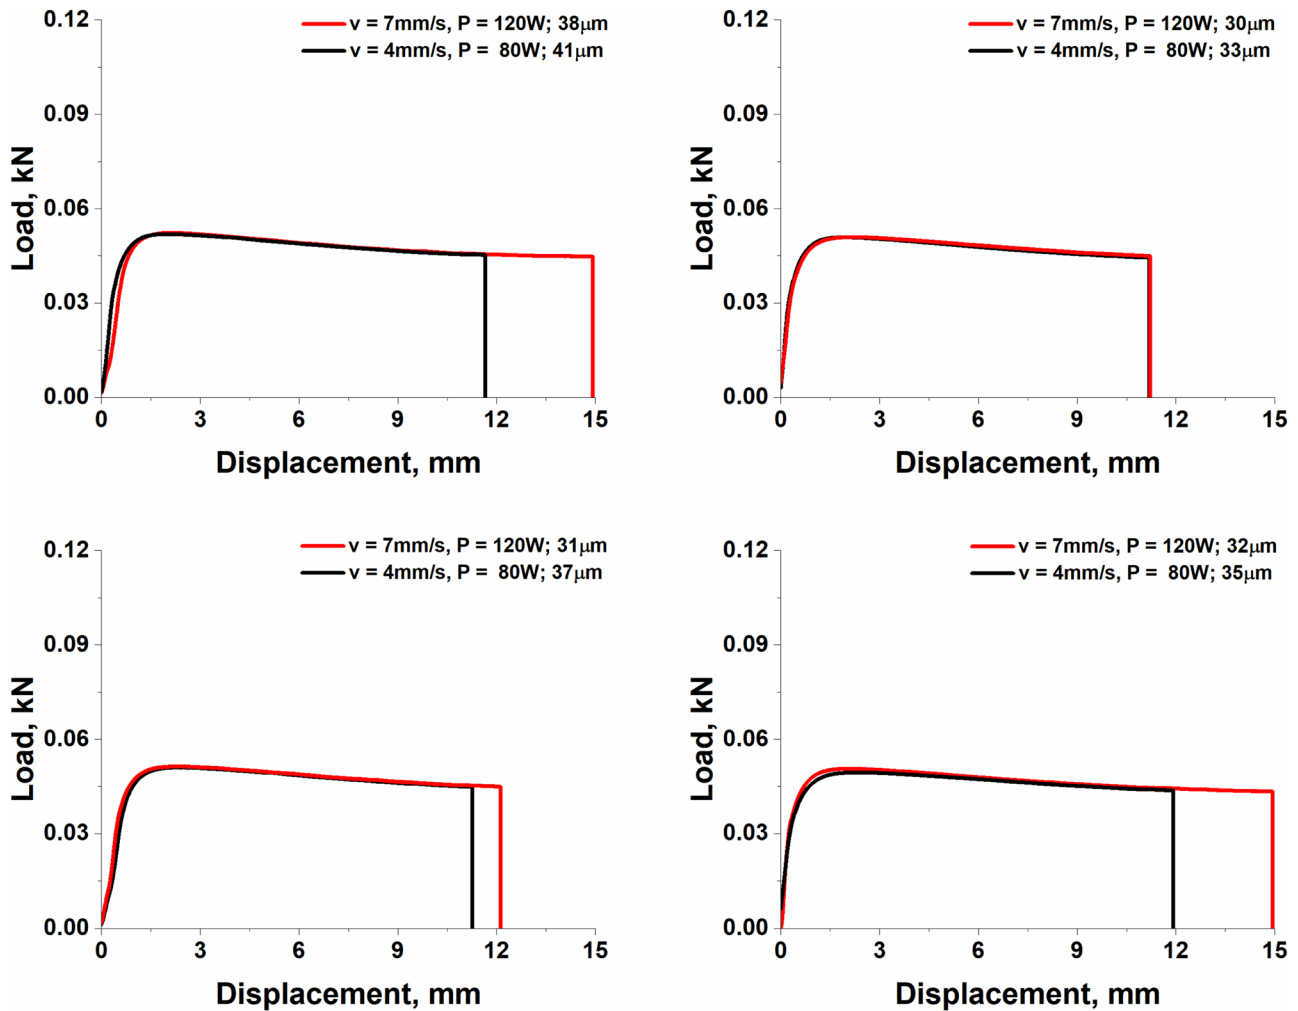 v = 7mm/s, P = 120W; 38μm
v = 4mm/s, P = 80W; 41μm
0.12
0.09
0.06
0.03
0.00
Load, kN
0 3 6 9 12 15
Displacement, mm
v = 7mm/s, P = 120W; 30μm
v = 4mm/s, P = 80W; 33μm
0.12
0.09
0.06
0.03
0.00
Load, kN
0 3 6 9 12 15
Displacement, mm
v = 7mm/s, P = 120W; 31μm
v = 4mm/s, P = 80W; 37μm
0.12
0.09
0.06
0.03
0.00
Load, kN
0 3 6 9 12 15
Displacement, mm
v = 7mm/s, P = 120W; 32μm
v = 4mm/s, P = 80W; 35μm
0.12
0.09
0.06
0.03
0.00
Load, kN
0 3 6 9 12 15
Displacement, mm